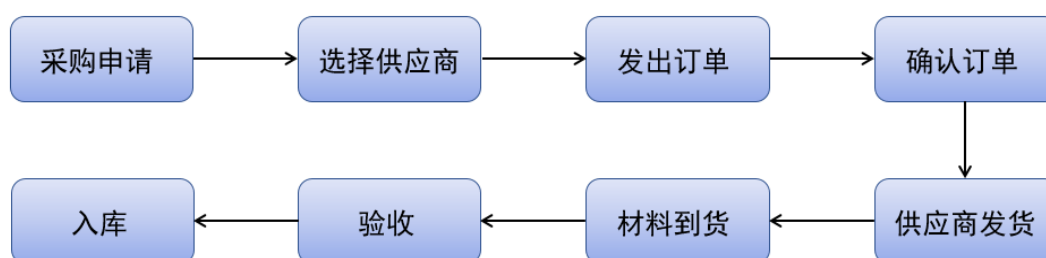 采购申请
选择供应商
发出订单
确认订单
供应商发货
材料到货
验收
入库